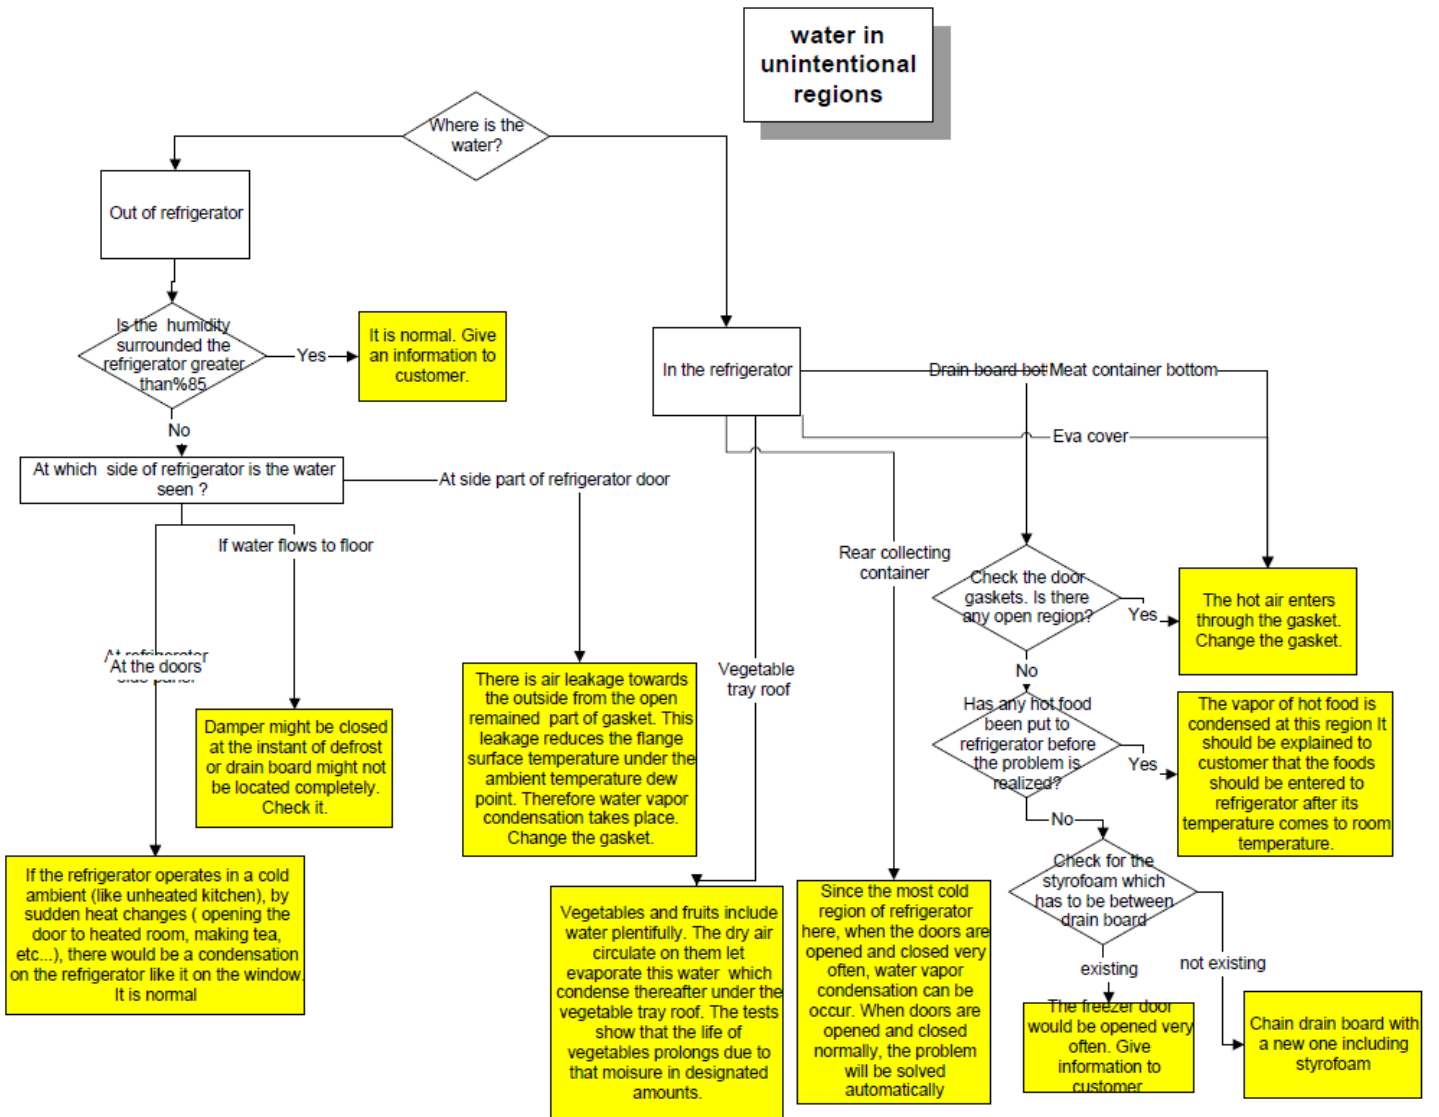 water in
unintentional
regions
Where is the
water?
Out of refrigerator
Is the humidity
surrounded the
refrigerator greater
than%85
Yes
It is normal. Give
an information to
customer.
No
At which side of refrigerator is the water
seen ?
At side part of refrigerator door
If water flows to floor
At refrigerator
At the doors
side panel
Damper might be closed
at the instant of defrost
or drain board might not
be located completely.
Check it.
There is air leakage towards
the outside from the open
remained part of gasket. This
leakage reduces the flange
surface temperature under the
ambient temperature dew
point. Therefore water vapor
condensation takes place.
Change the gasket.
If the refrigerator operates in a cold
ambient (like unheated kitchen), by
sudden heat changes ( opening the
door to heated room, making tea,
etc...), there would be a condensation
on the refrigerator like it on the window.
It is normal
In the refrigerator
Drain board bot
Meat container bottom
Eva cover
Rear collecting
container
Vegetable
tray roof
Check the door
gaskets. Is there
any open region?
Yes
The hot air enters
through the gasket.
Change the gasket.
No
Has any hot food
been put to
refrigerator before
the problem is
realized?
Yes
The vapor of hot food is
condensed at this region It
should be explained to
customer that the foods
should be entered to
refrigerator after its
temperature comes to room
temperature.
No
Check for the
styrofoam which
has to be between
drain board
existing
not existing
Vegetables and fruits include
water plentifully. The dry air
circulate on them let
evaporate this water which
condense thereafter under the
vegetable tray roof. The tests
show that the life of
vegetables prolongs due to
that moisure in designated
amounts.
Since the most cold
region of refrigerator
here, when the doors are
opened and closed very
often, water vapor
condensation can be
occur. When doors are
opened and closed
normally, the problem
will be solved
automatically
The freezer door
would be opened very
often. Give
information to
customer
Chain drain board with
a new one including
styrofoam